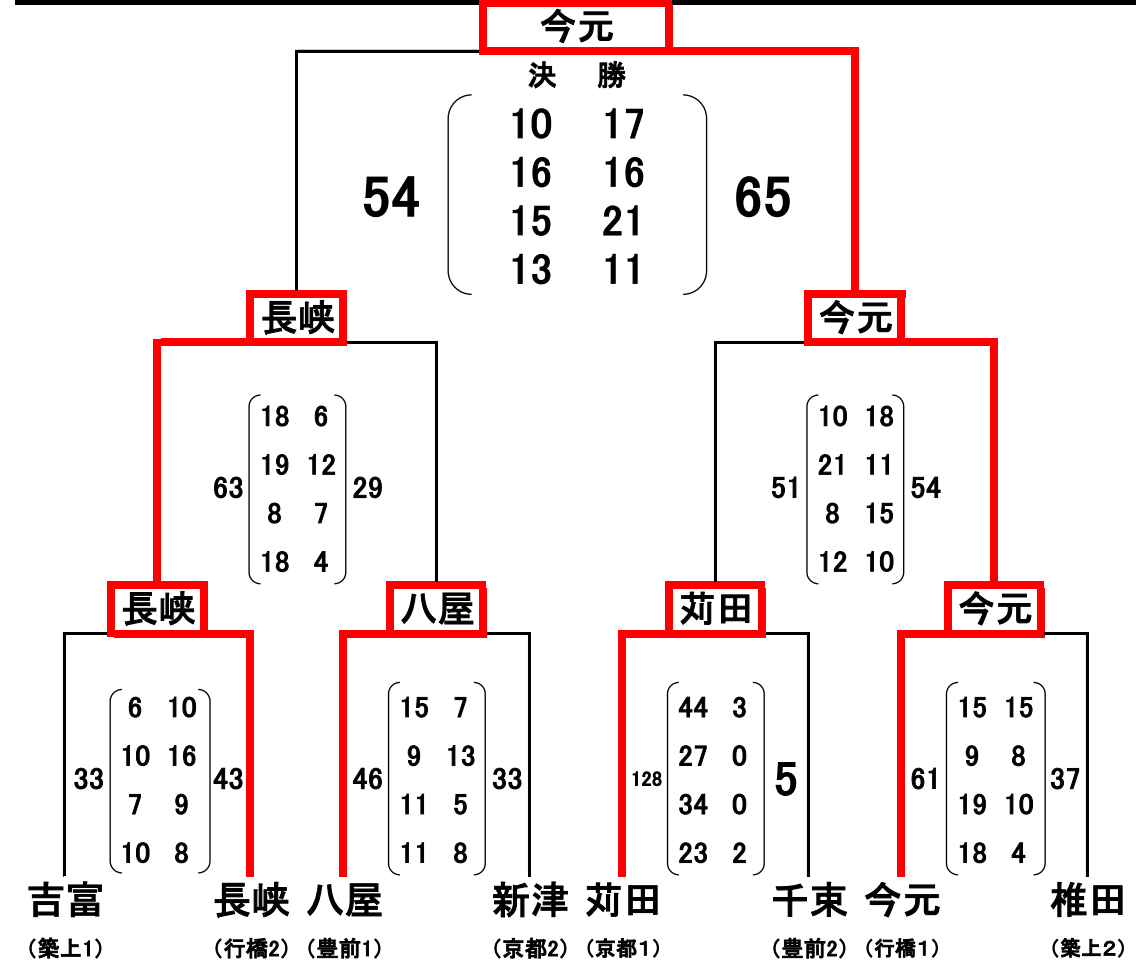 今元
決 勝
10 17
16 16
54 65
15 21
13 11
長峡 今元
18 6 10 18
19 12 21 11
63 29 51 54
8 7 8 15
18 4 12 10
長峡 八屋 苅田 今元
6 10 15 7 44 3 15 15
10 16 9 13 27 0 9 8
33 43 46 33 128 5 61 37
7 9 11 5 34 0 19 10
10 8 11 8 23 2 18 4
吉富 長峡 八屋 新津 苅田 千束 今元 椎田
（築上1） （行橋2） （豊前1） （京都2） （京都１） （豊前2） （行橋１） （築上２）